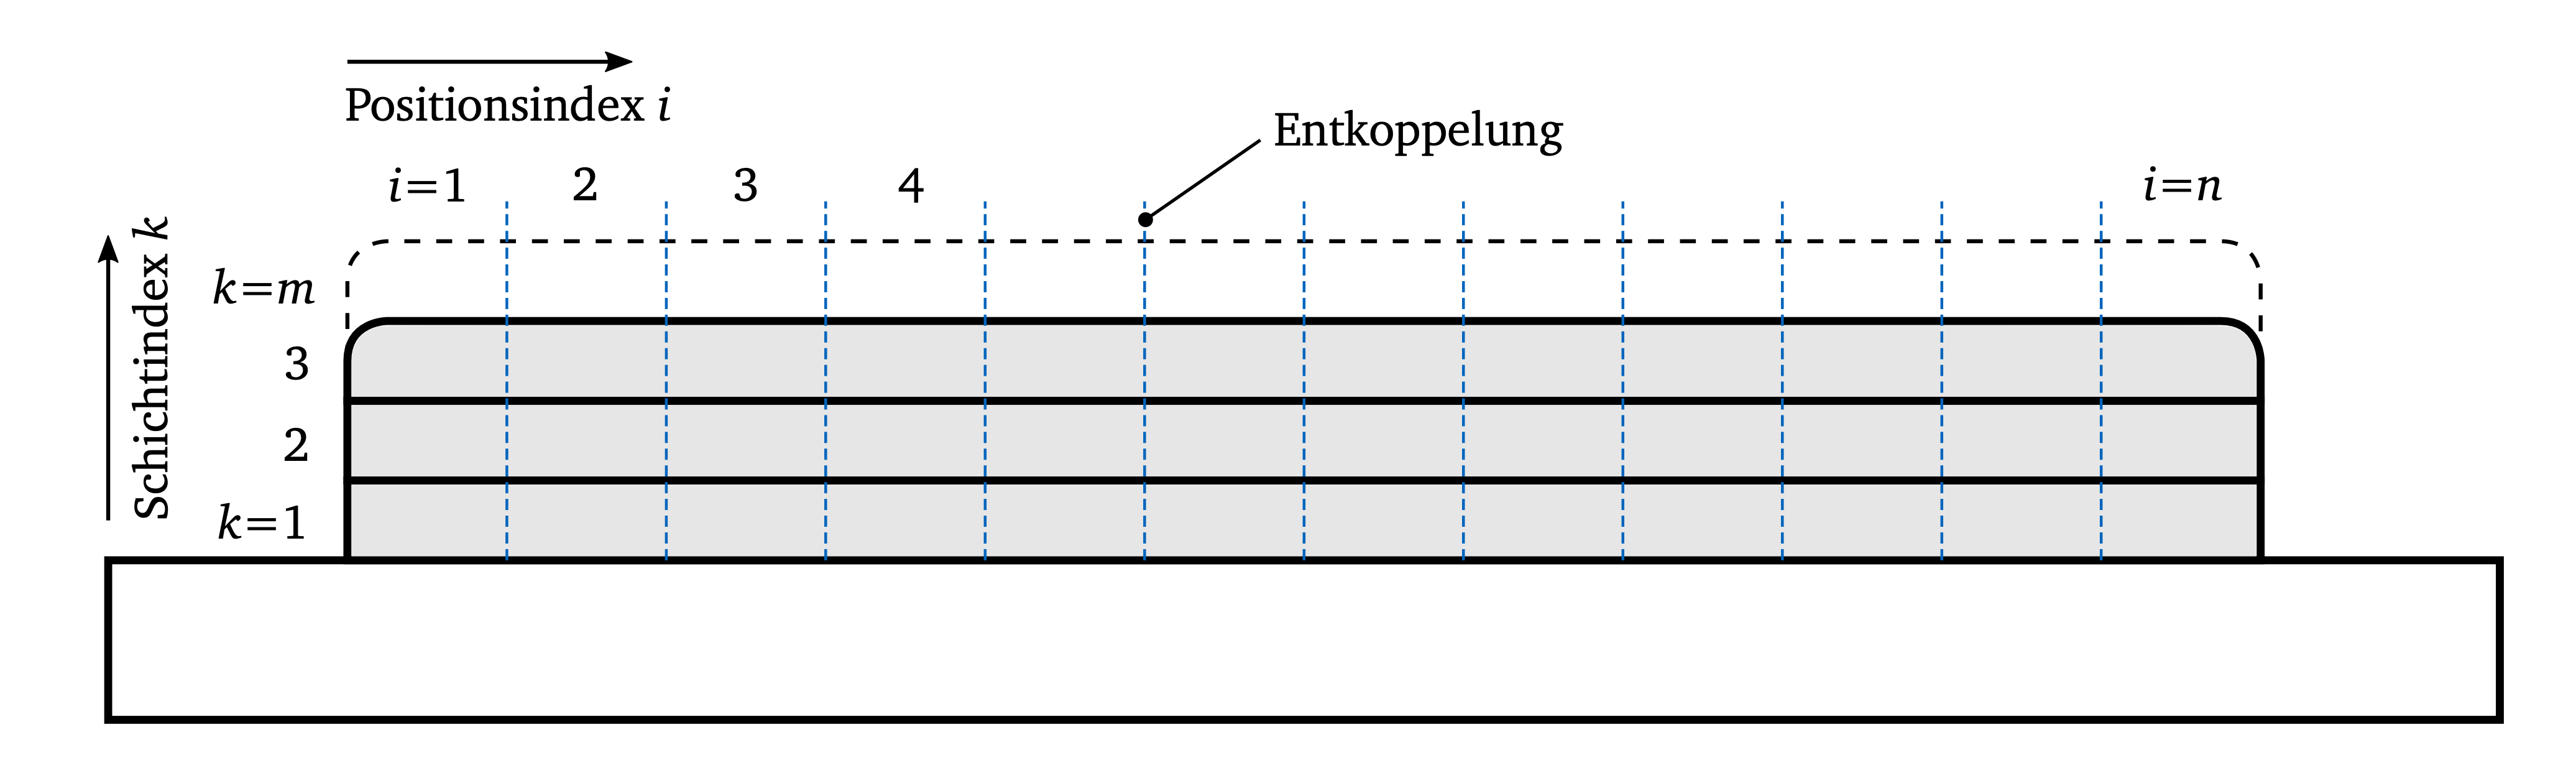 Positionsindex i
Entkoppelung
i=1 2 3 4 i=n
Schichtindex k
k=m
3
2
k=1